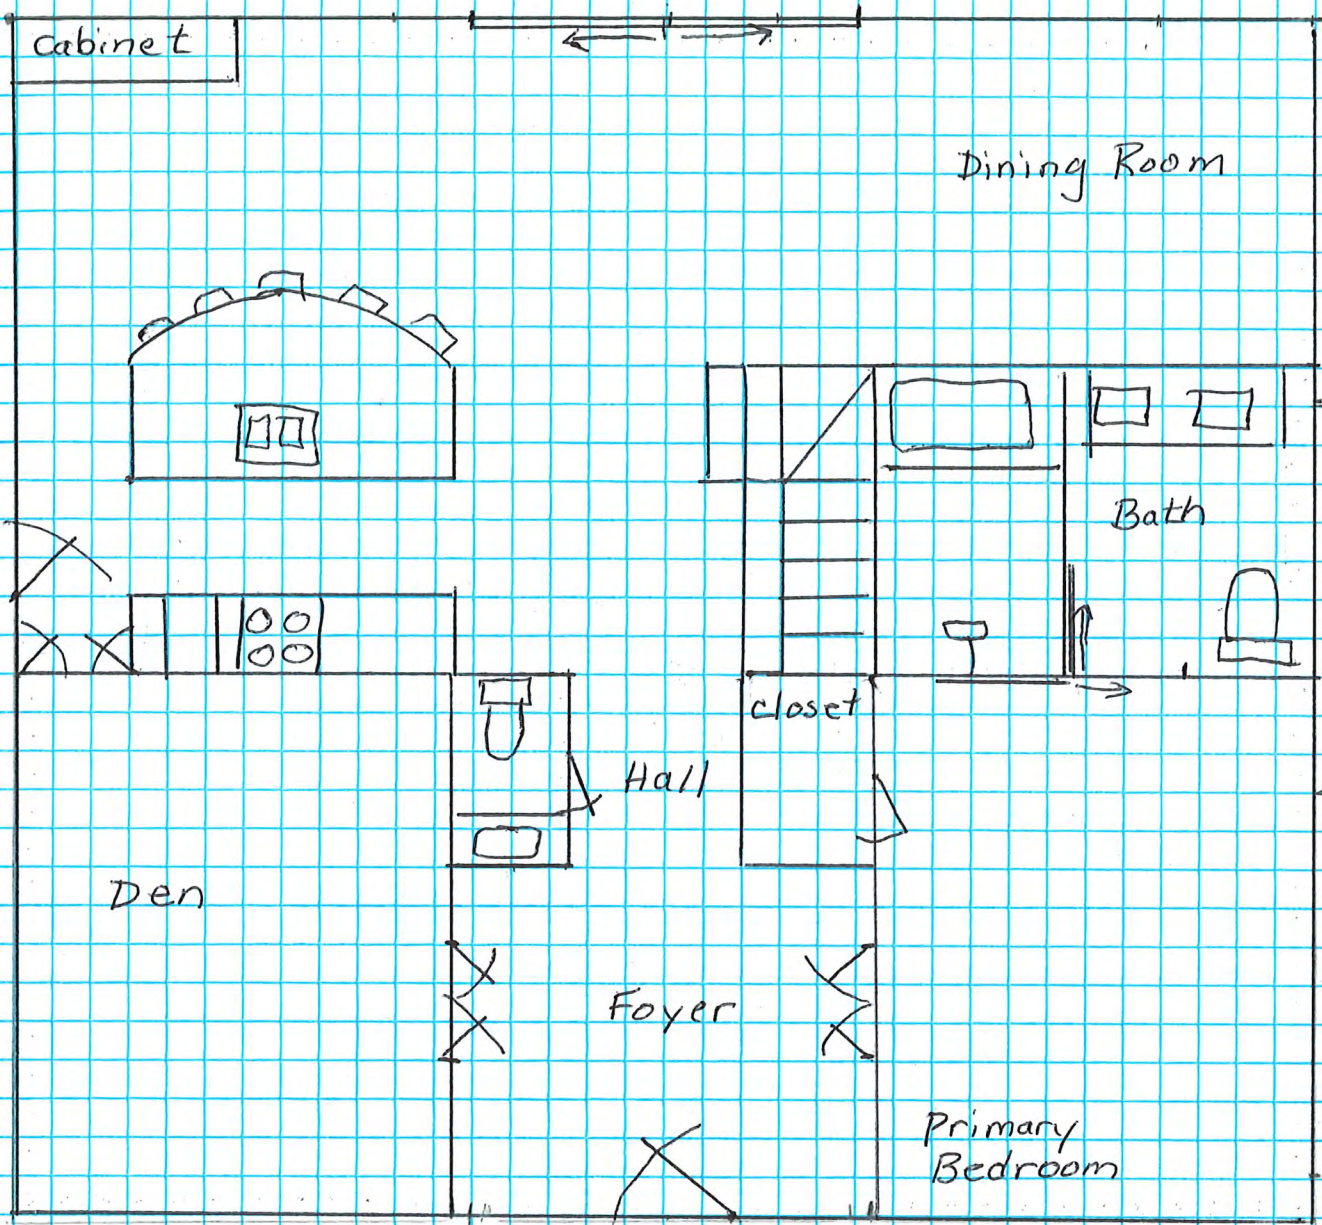 cabinet
Dining Room
Bath
closet
Hall
Den
Foyer
Primary
Bedroom